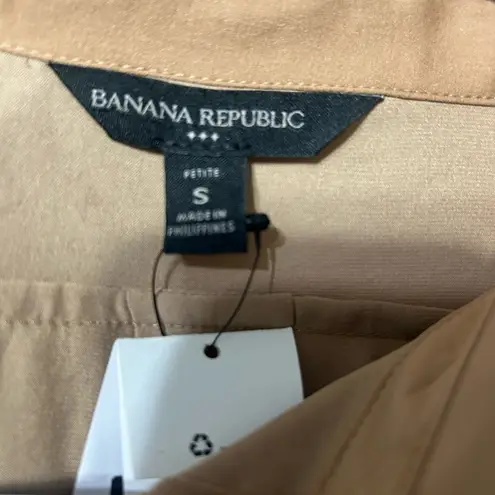 BANANA REPUBLIC
PETITE
S
MADE IN
PHILIPPINES